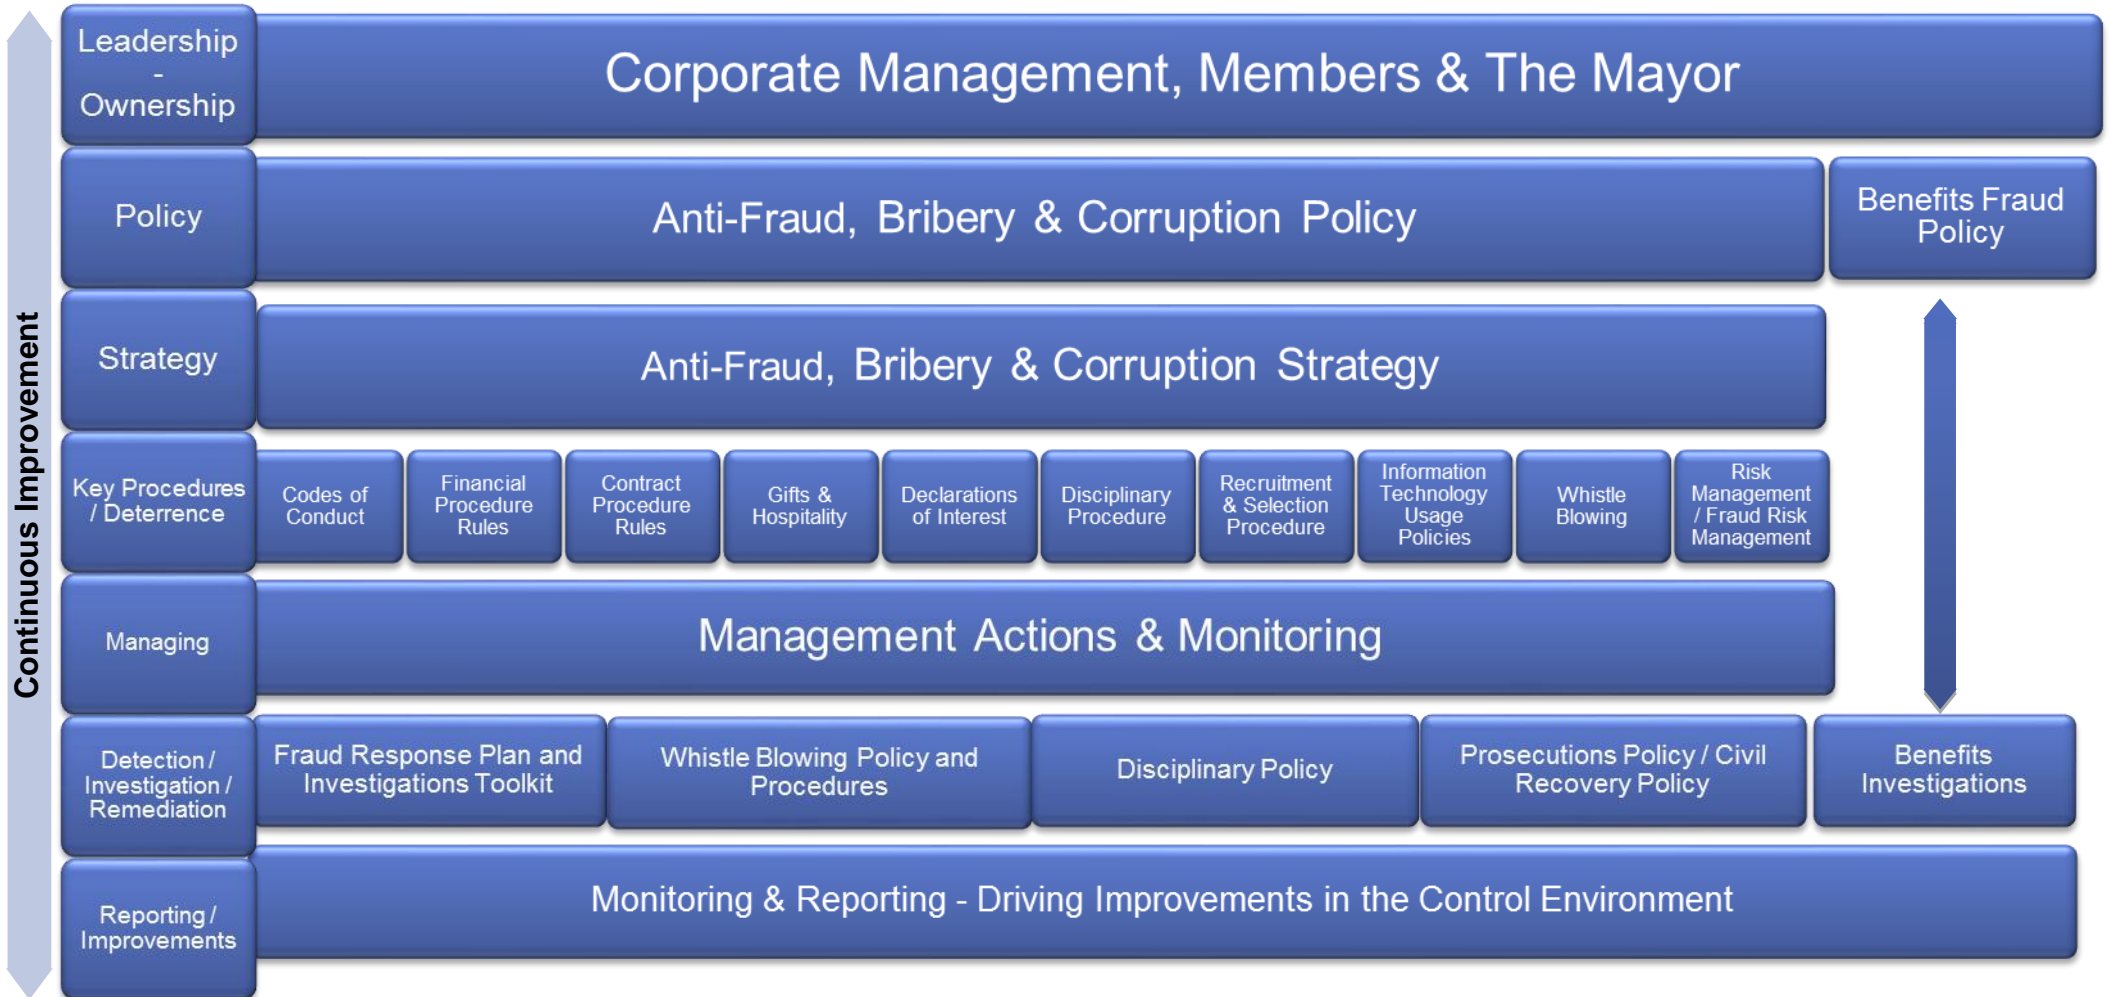 Continuous Improvement
Leadership
-
Ownership
Corporate Management, Members & The Mayor
Policy
Anti-Fraud, Bribery & Corruption Policy
Benefits Fraud
Policy
Strategy
Anti-Fraud, Bribery & Corruption Strategy
Key Procedures
/ Deterrence
Codes of
Conduct
Financial
Procedure
Rules
Contract
Procedure
Rules
Gifts &
Hospitality
Declarations
of Interest
Disciplinary
Procedure
Recruitment
& Selection
Procedure
Information
Technology
Usage
Policies
Whistle
Blowing
Risk
Management
/ Fraud Risk
Management
Managing
Management Actions & Monitoring
Detection /
Investigation /
Remediation
Fraud Response Plan and
Investigations Toolkit
Whistle Blowing Policy and
Procedures
Disciplinary Policy
Prosecutions Policy / Civil
Recovery Policy
Benefits
Investigations
Reporting /
Improvements
Monitoring & Reporting - Driving Improvements in the Control Environment